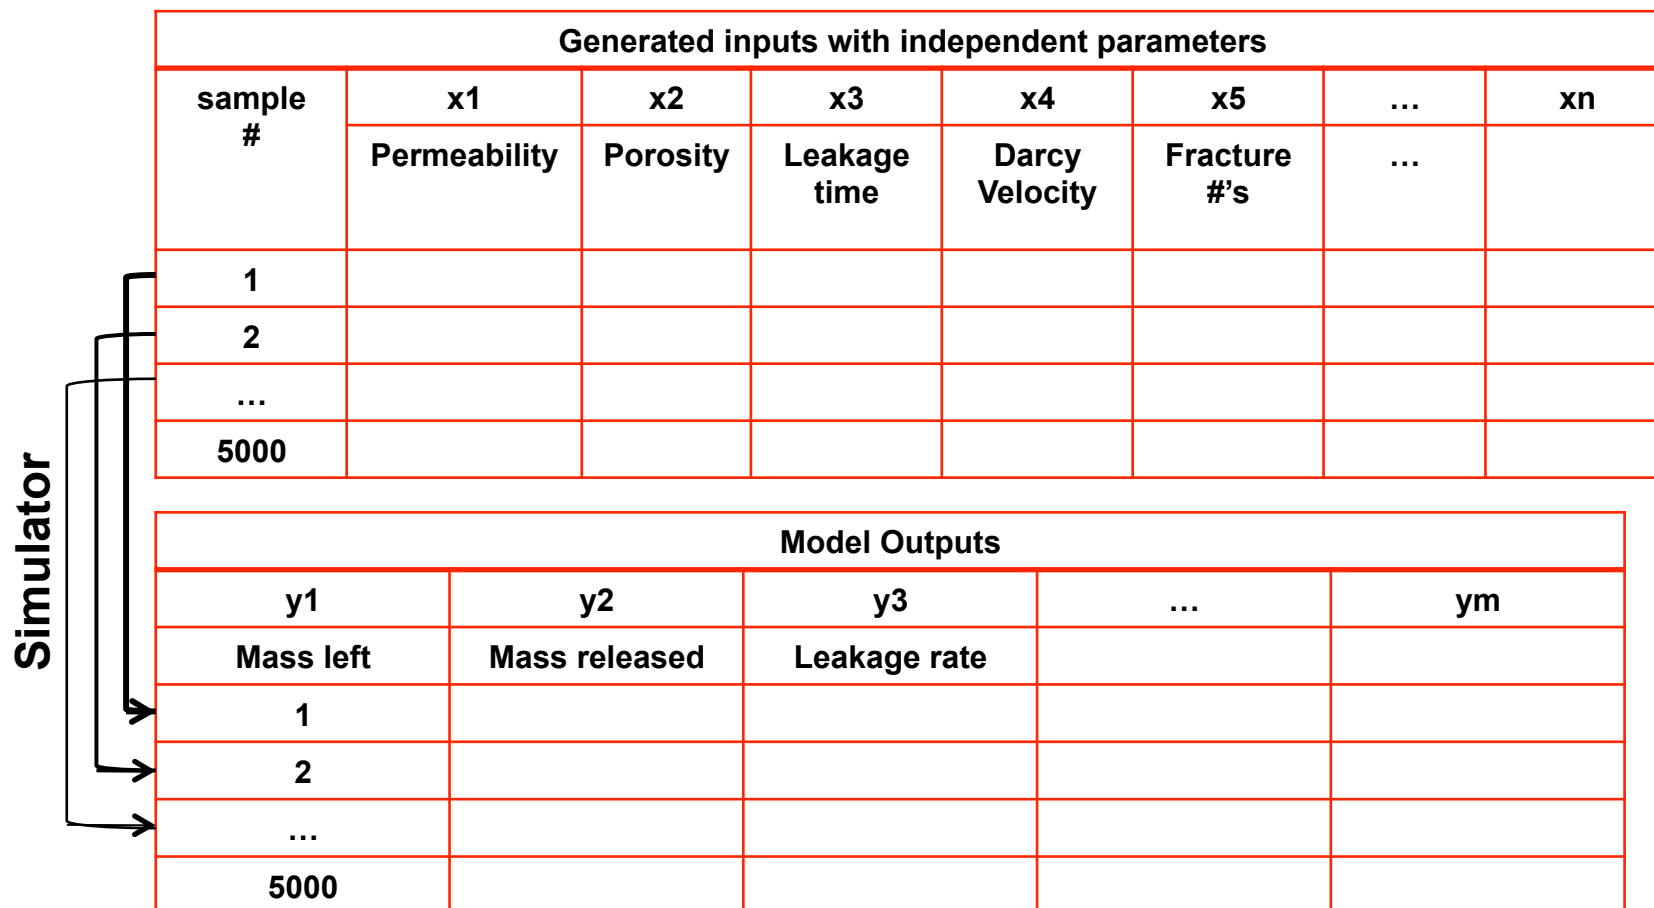 Generated inputs with independent parameters
sample # x1 x2 x3 x4 x5 … xn
Permeability Porosity Leakage time Darcy Velocity Fracture #’s …
1
2
…
5000
Simulator
Model Outputs
y1 y2 y3 … ym
Mass left Mass released Leakage rate
1
2
…
5000